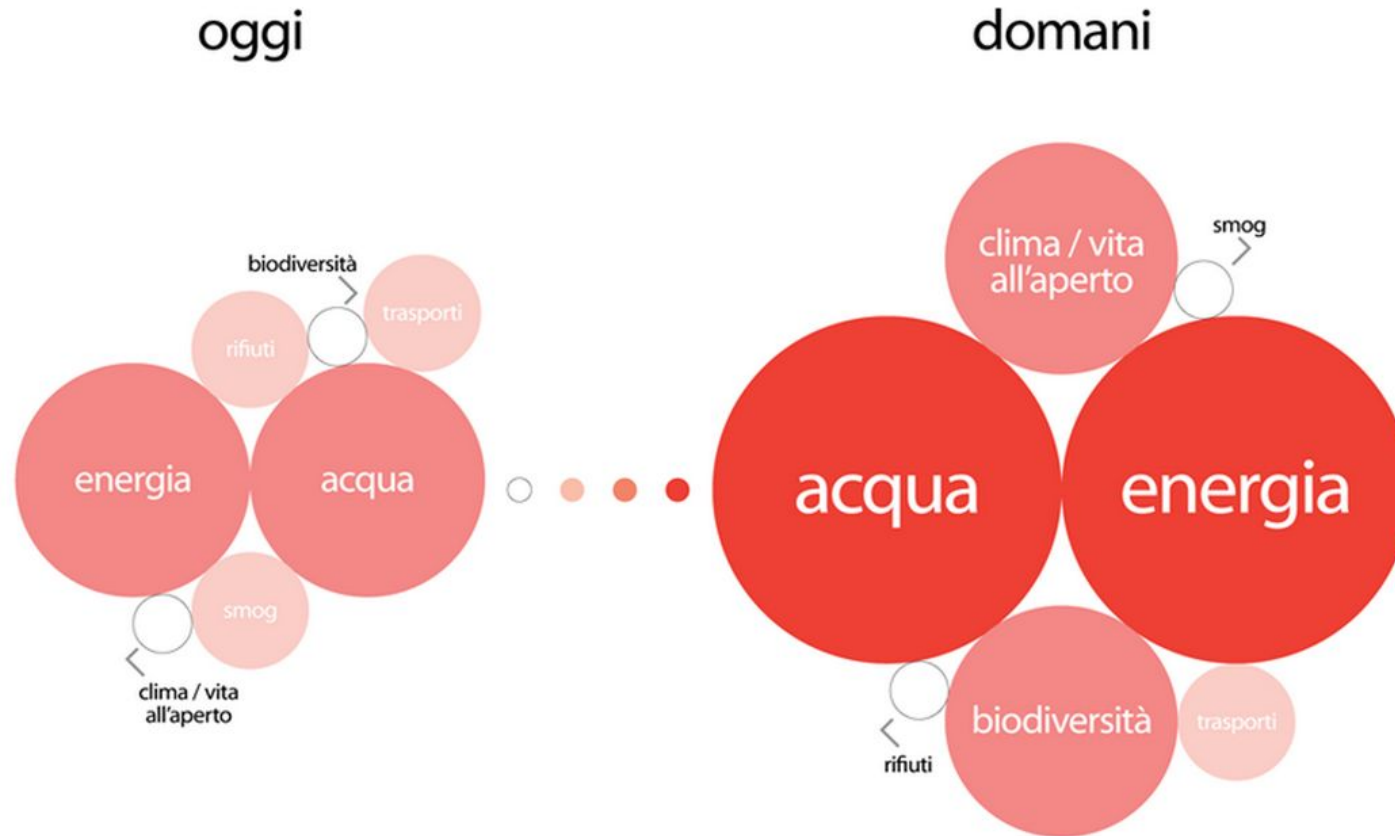 oggi
domani
biodiversità
trasporti
rifiuti
energia
acqua
smog
clima / vita
all'aperto
clima / vita
all'aperto
smog
acqua
energia
biodiversità
trasporti
rifiuti